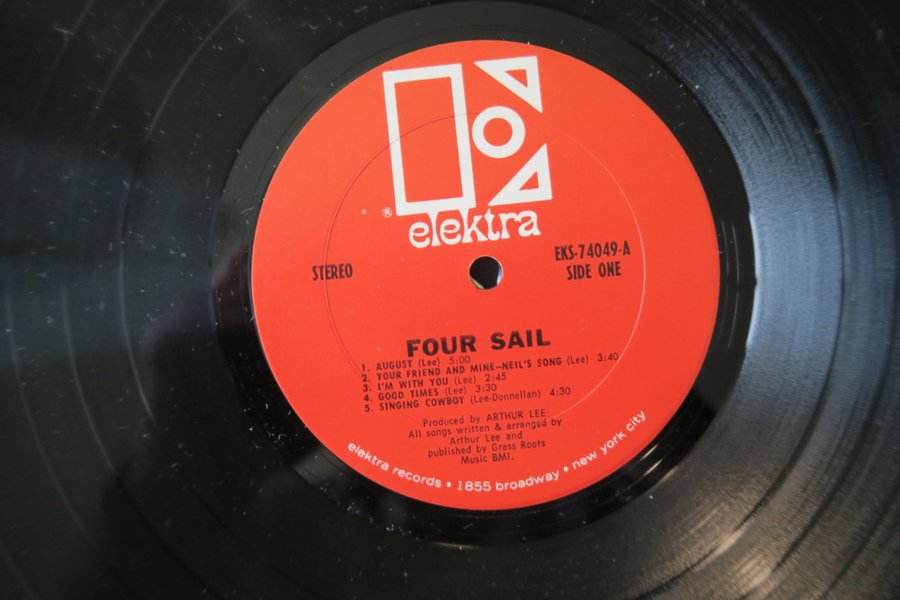 ®
elektra
STEREO
EKS-74049-A
SIDE ONE
FOUR SAIL
1. AUGUST (Lee) 5:00
2. YOUR FRIEND AND MINE—NEIL'S SONG (Lee) 3:40
3. I'M WITH YOU (Lee) 2:45
4. GOOD TIMES (Lee) 3:30
5. SINGING COWBOY (Lee-Donnellan) 4:30
Produced by ARTHUR LEE
All songs written & arranged by
Arthur Lee and
published by Grass Roots
Music BMI.
elektra records • 1855 broadway • new york city